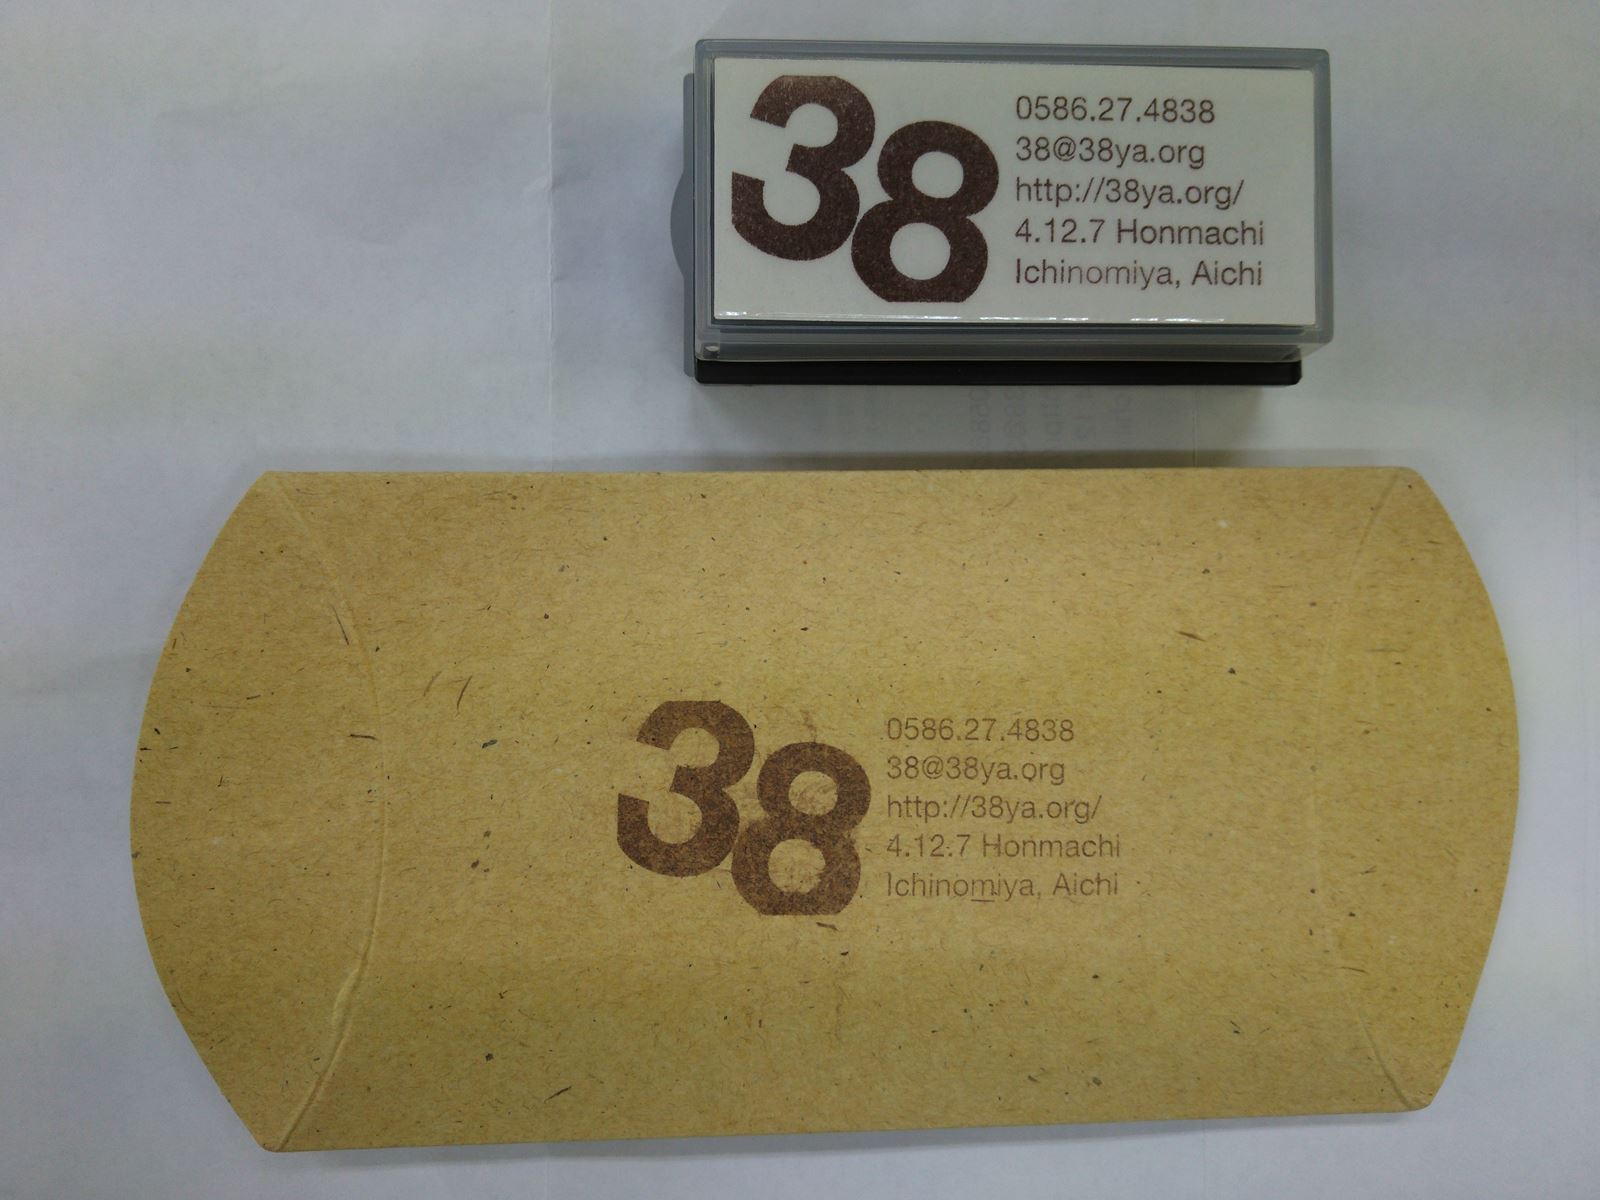 38
0586.27.4838
38@38ya.org
http://38ya.org/
4.12.7 Honmachi
Ichinomiya, Aichi
38
0586.27.4838
38@38ya.org
http://38ya.org/
4.12.7 Honmachi
Ichinomiya, Aichi